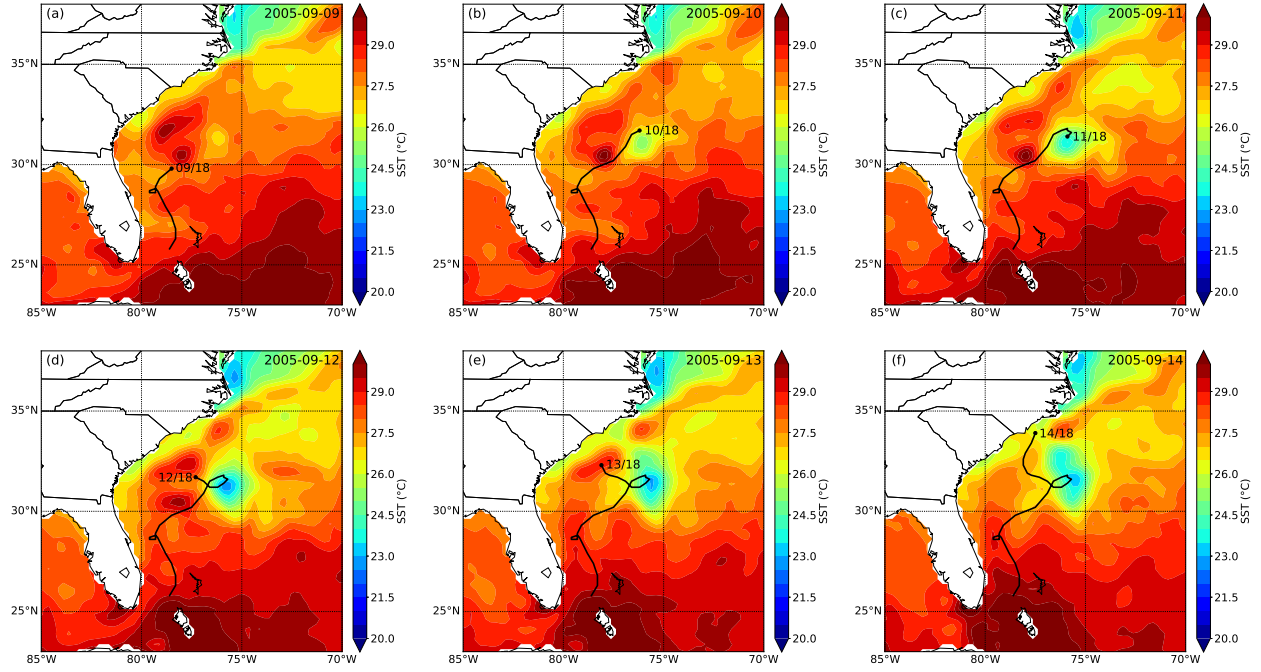 (a) 2005-09-09
35°N
30°N
25°N
85°W 80°W 75°W 70°W
09/18
29.0
27.5
26.0
24.5
23.0
21.5
20.0
SST (°C)
(b) 2005-09-10
35°N
30°N
25°N
85°W 80°W 75°W 70°W
10/18
29.0
27.5
26.0
24.5
23.0
21.5
20.0
SST (°C)
(c) 2005-09-11
35°N
30°N
25°N
85°W 80°W 75°W 70°W
11/18
29.0
27.5
26.0
24.5
23.0
21.5
20.0
SST (°C)
(d) 2005-09-12
35°N
30°N
25°N
85°W 80°W 75°W 70°W
12/18
29.0
27.5
26.0
24.5
23.0
21.5
20.0
SST (°C)
(e) 2005-09-13
35°N
30°N
25°N
85°W 80°W 75°W 70°W
13/18
29.0
27.5
26.0
24.5
23.0
21.5
20.0
SST (°C)
(f) 2005-09-14
35°N
30°N
25°N
85°W 80°W 75°W 70°W
14/18
29.0
27.5
26.0
24.5
23.0
21.5
20.0
SST (°C)